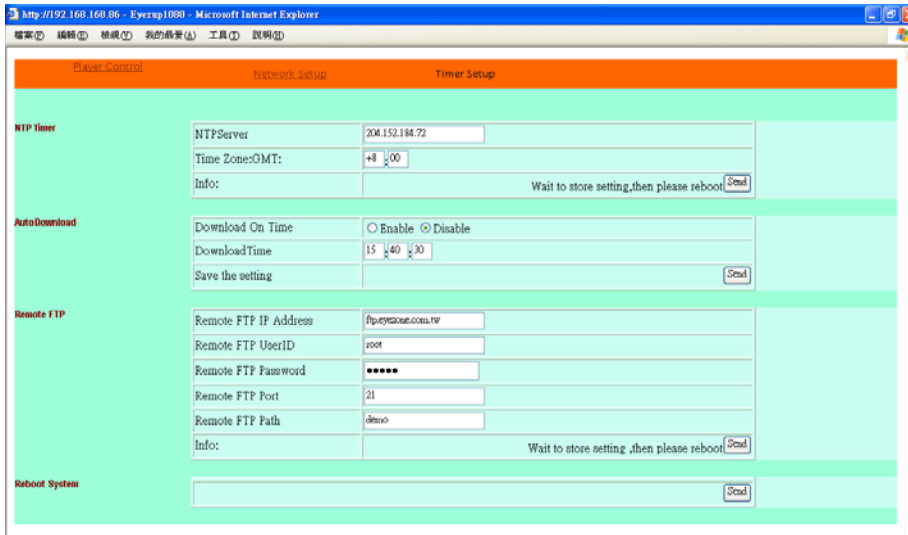 http://192.168.168.86 - Eyezup1080 - Microsoft Internet Explorer
檔案(F) 編輯(E) 檢視(V) 我的最愛(A) 工具(T) 說明(H)
Player Control Network Setup Timer Setup
NTP Timer
NTPServer 204.152.184.72
Time Zone:GMT: +8 : 00
Info: Wait to store setting,then please reboot Send
AutoDownload
Download On Time Enable Disable
DownloadTime 15 : 40 : 30
Save the setting Send
Remote FTP
Remote FTP IP Address ftp.eyezone.com.tw
Remote FTP UserID root
Remote FTP Password •••••
Remote FTP Port 21
Remote FTP Path demo
Info: Wait to store setting ,then please reboot Send
Reboot System Send